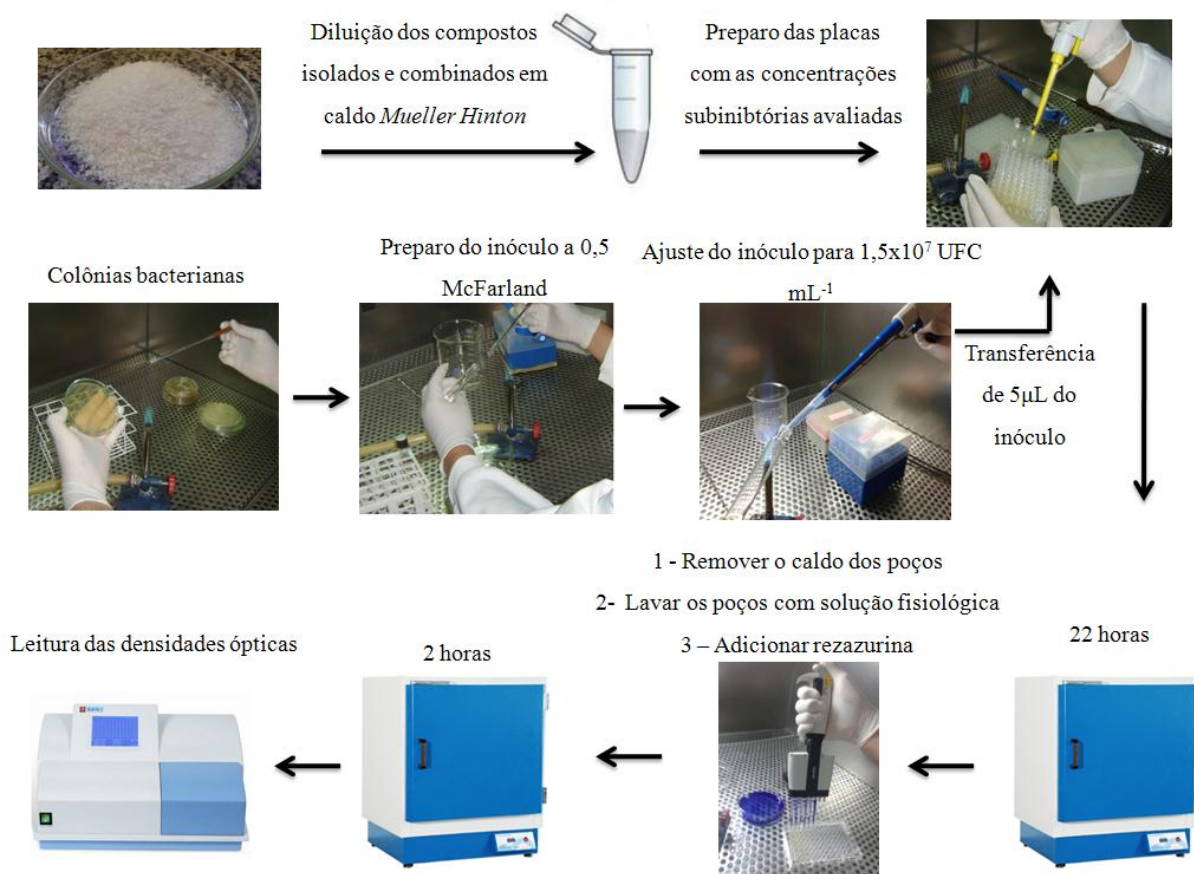 Diluição dos compostos
isolados e combinados em
caldo Mueller Hinton
Preparo das placas
com as concentrações
subinibtórias avaliadas
Colônias bacterianas
Preparo do inóculo a 0,5
McFarland
Ajuste do inóculo para 1,5x10⁷ UFC
mL⁻¹
Transferência
de 5µL do
inóculo
1 - Remover o caldo dos poços
2- Lavar os poços com solução fisiológica
3 – Adicionar rezazurina
22 horas
2 horas
Leitura das densidades ópticas